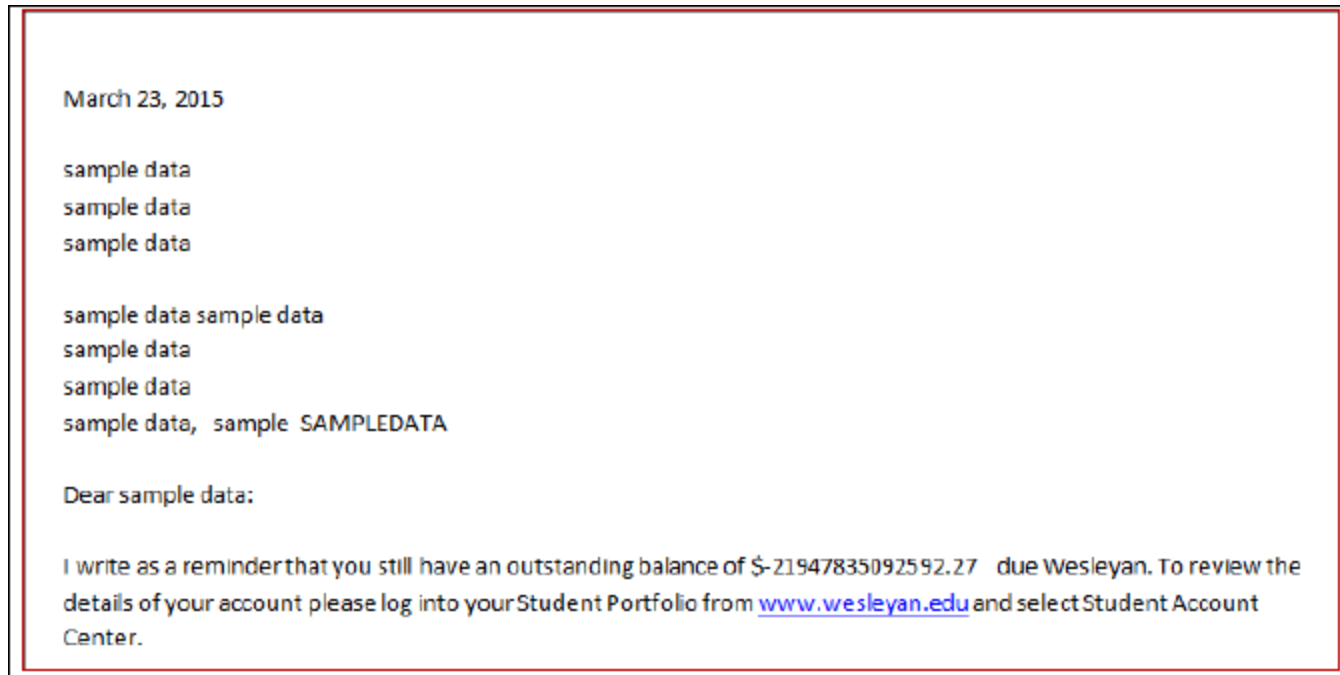 March 23, 2015
sample data
sample data
sample data
sample data sample data
sample data
sample data
sample data, sample SAMPLEDATA
Dear sample data:
I write as a reminder that you still have an outstanding balance of $-21947835092592.27 due Wesleyan. To review the
details of your account please log into your Student Portfolio from www.wesleyan.edu and select Student Account
Center.